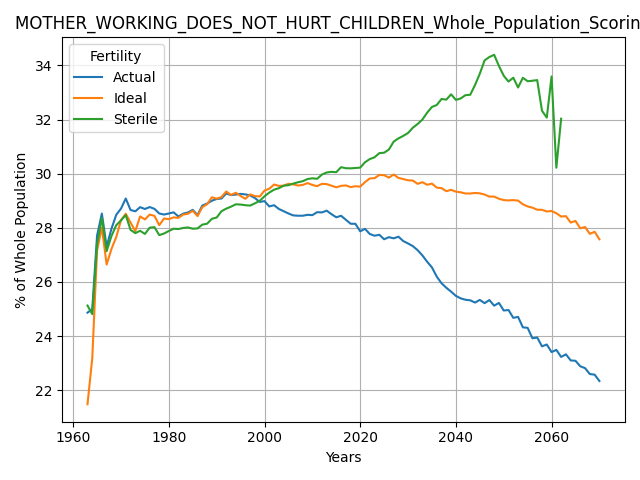 MOTHER_WORKING_DOES_NOT_HURT_CHILDREN_Whole_Population_Scorin
Fertility
Actual
Ideal
Sterile
% of Whole Population
34
32
30
28
26
24
22
1960 1980 2000 2020 2040 2060
Years